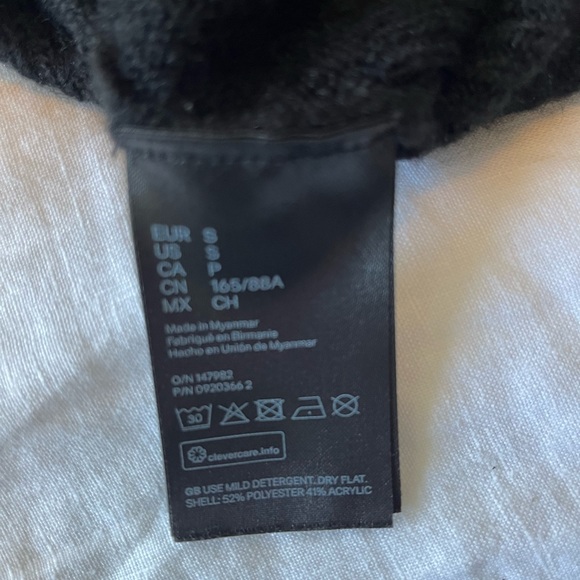 EUR S
US S
CA P
CN 165/88A
MX CH
Made in Myanmar
Fabriqué en Birmanie
Hecho en Unión de Myanmar
O/N 147982
P/N 0920366 2
30
clevercare.info
GB USE MILD DETERGENT. DRY FLAT.
SHELL: 52% POLYESTER 41% ACRYLIC